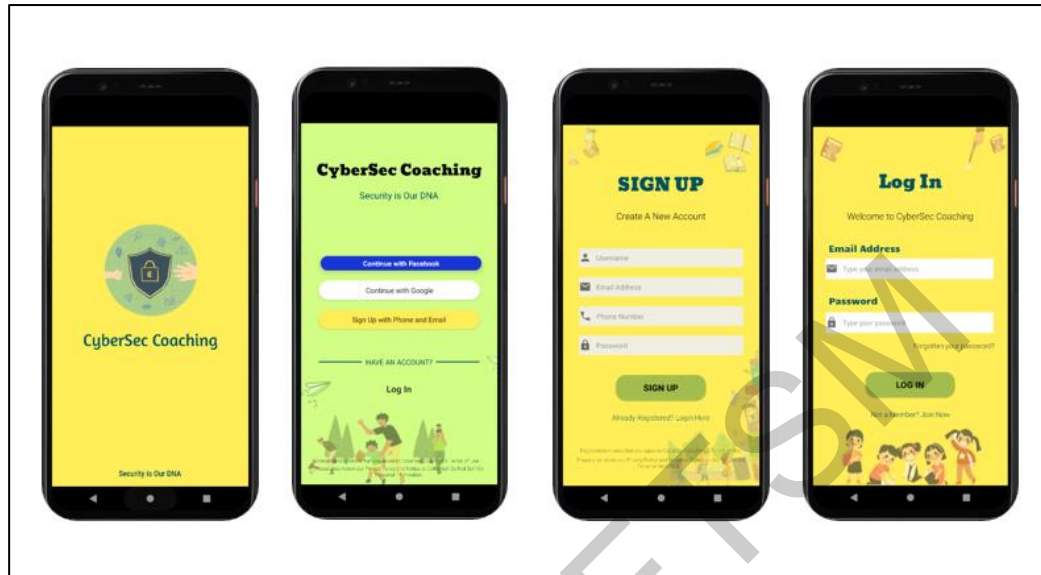 CyberSec Coaching
Security is Our DNA
CyberSec Coaching
Security is Our DNA
Continue with Facebook
Continue with Google
Sign Up with Phone and Email
HAVE AN ACCOUNT?
Log In
SIGN UP
Create A New Account
Username
Email Address
Phone Number
Password
SIGN UP
Already Registered? Login Here
Log In
Welcome to CyberSec Coaching
Email Address
Type your email address
Password
Type your password
Forgotten your password?
LOG IN
Not a Member? Join Now
FTSM